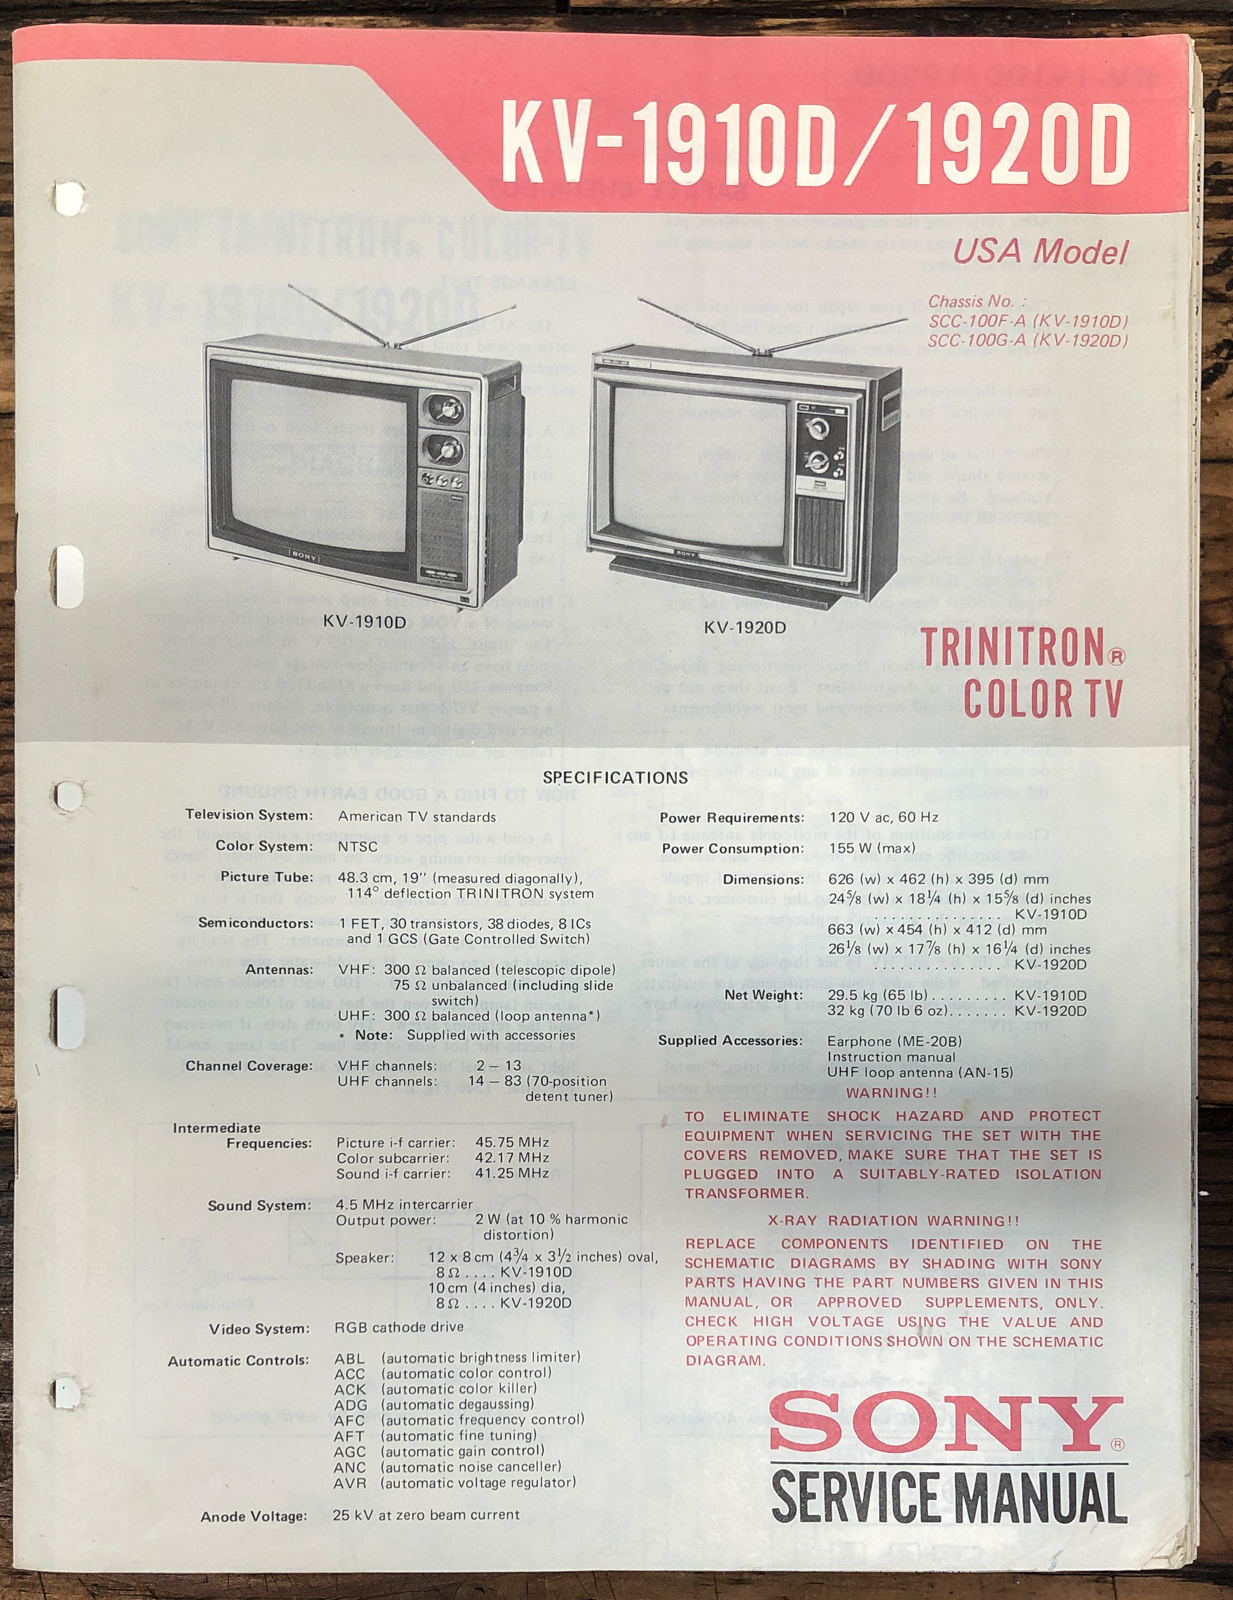 KV-1910D/1920D
USA Model
Chassis No. :
SCC-100F-A (KV-1910D)
SCC-100G-A (KV-1920D)
SONY
SONY
KV-1910D
KV-1920D
TRINITRON®
COLOR TV
SPECIFICATIONS
Television System: American TV standards
Color System: NTSC
Picture Tube: 48.3 cm, 19" (measured diagonally),
114° deflection TRINITRON system
Semiconductors: 1 FET, 30 transistors, 38 diodes, 8 ICs
and 1 GCS (Gate Controlled Switch)
Antennas: VHF: 300 Ω balanced (telescopic dipole)
75 Ω unbalanced (including slide
switch)
UHF: 300 Ω balanced (loop antenna*)
* Note: Supplied with accessories
Channel Coverage: VHF channels: 2 – 13
UHF channels: 14 – 83 (70-position
detent tuner)
Intermediate
Frequencies: Picture i-f carrier: 45.75 MHz
Color subcarrier: 42.17 MHz
Sound i-f carrier: 41.25 MHz
Sound System: 4.5 MHz intercarrier
Output power: 2 W (at 10 % harmonic
distortion)
Speaker: 12 x 8 cm (4¾ x 3½ inches) oval,
8 Ω .... KV-1910D
10 cm (4 inches) dia,
8 Ω .... KV-1920D
Video System: RGB cathode drive
Automatic Controls: ABL (automatic brightness limiter)
ACC (automatic color control)
ACK (automatic color killer)
ADG (automatic degaussing)
AFC (automatic frequency control)
AFT (automatic fine tuning)
AGC (automatic gain control)
ANC (automatic noise canceller)
AVR (automatic voltage regulator)
Anode Voltage: 25 kV at zero beam current
Power Requirements: 120 V ac, 60 Hz
Power Consumption: 155 W (max)
Dimensions: 626 (w) x 462 (h) x 395 (d) mm
24⅝ (w) x 18¼ (h) x 15⅝ (d) inches
............... KV-1910D
663 (w) x 454 (h) x 412 (d) mm
26⅛ (w) x 17⅞ (h) x 16¼ (d) inches
............... KV-1920D
Net Weight: 29.5 kg (65 lb)......... KV-1910D
32 kg (70 lb 6 oz)....... KV-1920D
Supplied Accessories: Earphone (ME-20B)
Instruction manual
UHF loop antenna (AN-15)
WARNING!!
TO ELIMINATE SHOCK HAZARD AND PROTECT
EQUIPMENT WHEN SERVICING THE SET WITH THE
COVERS REMOVED, MAKE SURE THAT THE SET IS
PLUGGED INTO A SUITABLY-RATED ISOLATION
TRANSFORMER.
X-RAY RADIATION WARNING!!
REPLACE COMPONENTS IDENTIFIED ON THE
SCHEMATIC DIAGRAMS BY SHADING WITH SONY
PARTS HAVING THE PART NUMBERS GIVEN IN THIS
MANUAL, OR APPROVED SUPPLEMENTS, ONLY.
CHECK HIGH VOLTAGE USING THE VALUE AND
OPERATING CONDITIONS SHOWN ON THE SCHEMATIC
DIAGRAM.
SONY®
SERVICE MANUAL